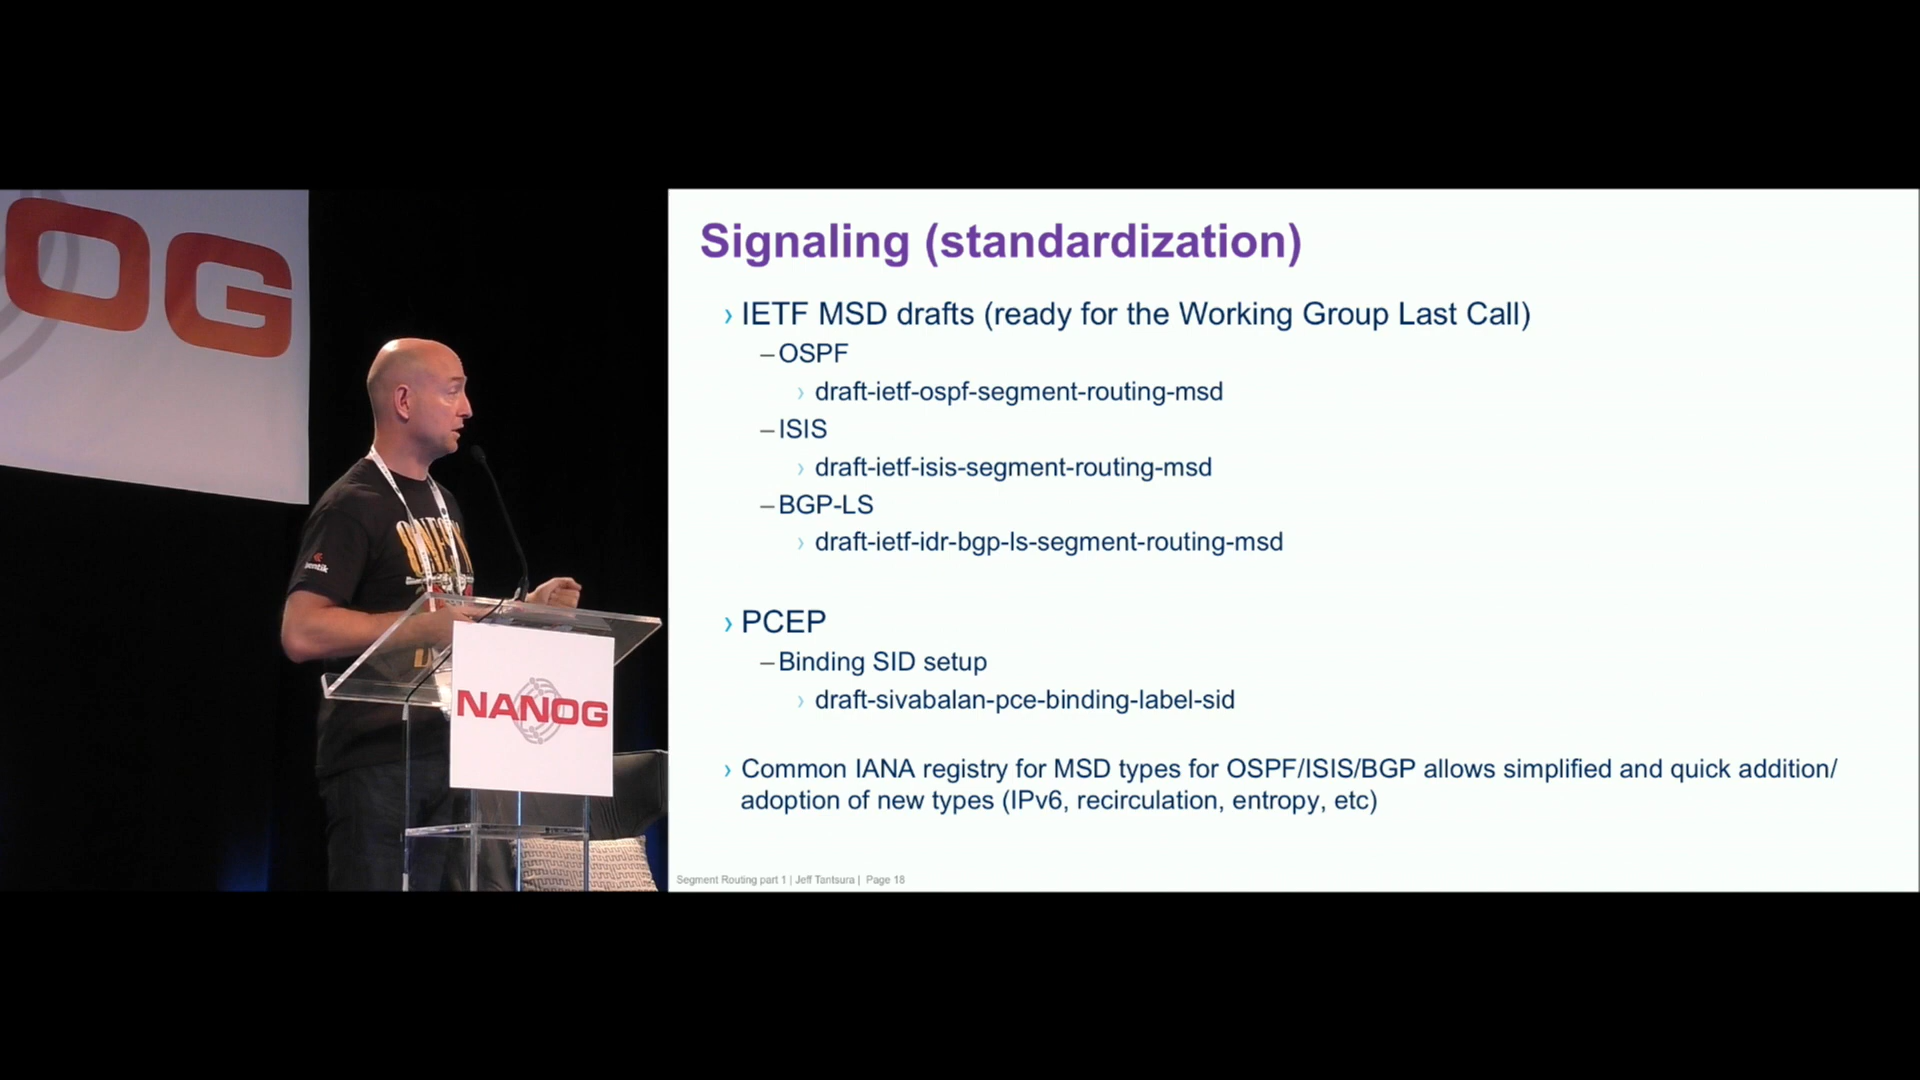 OG
Signaling (standardization)
› IETF MSD drafts (ready for the Working Group Last Call)
–OSPF
› draft-ietf-ospf-segment-routing-msd
–ISIS
› draft-ietf-isis-segment-routing-msd
–BGP-LS
› draft-ietf-idr-bgp-ls-segment-routing-msd
› PCEP
–Binding SID setup
› draft-sivabalan-pce-binding-label-sid
› Common IANA registry for MSD types for OSPF/ISIS/BGP allows simplified and quick addition/
adoption of new types (IPv6, recirculation, entropy, etc)
Segment Routing part 1 | Jeff Tantsura | Page 18
kentik
NANOG